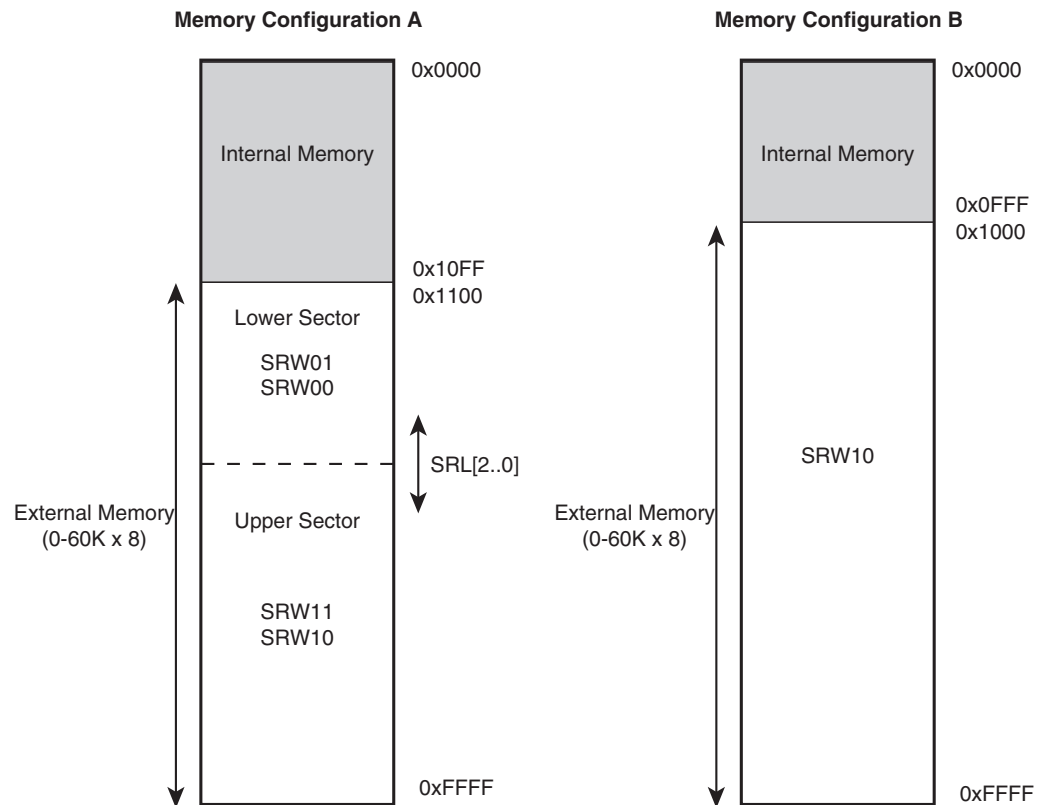 Memory Configuration A
0x0000
Internal Memory
0x10FF
0x1100
Lower Sector
SRW01
SRW00
SRL[2..0]
External Memory
(0-60K x 8)
Upper Sector
SRW11
SRW10
0xFFFF
Memory Configuration B
0x0000
Internal Memory
0x0FFF
0x1000
SRW10
External Memory
(0-60K x 8)
0xFFFF